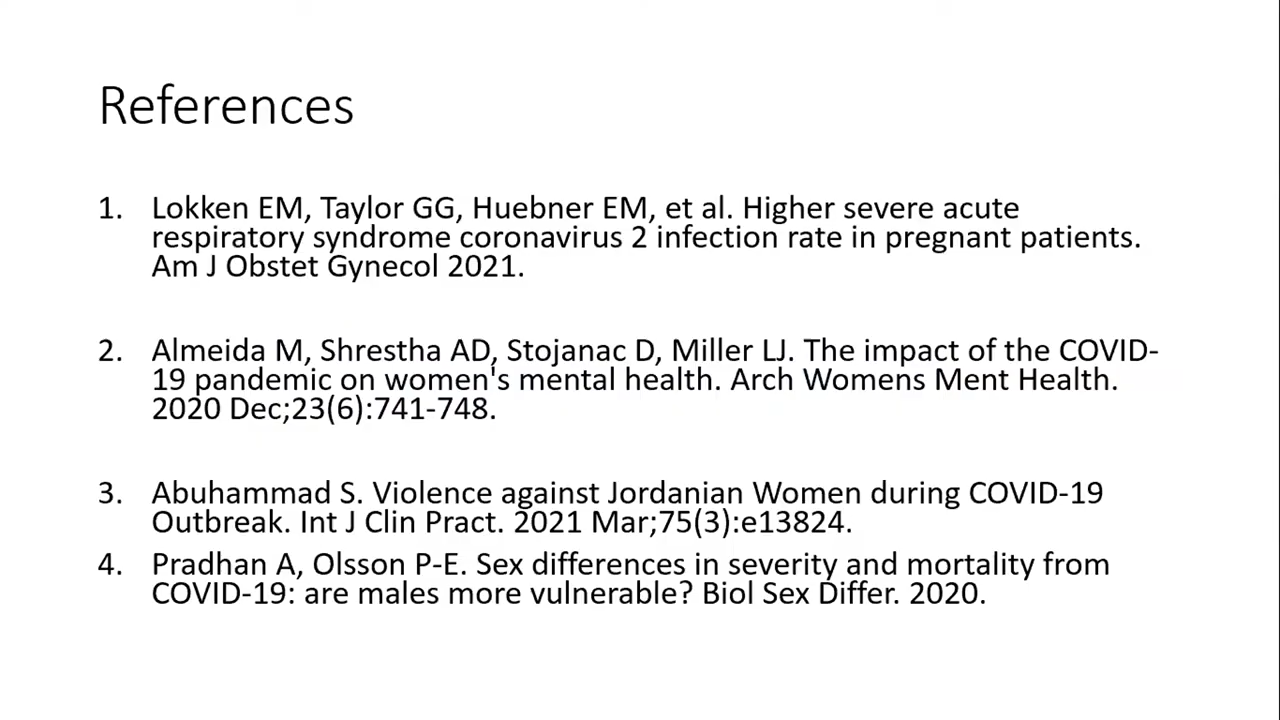 References
1. Lokken EM, Taylor GG, Huebner EM, et al. Higher severe acute
respiratory syndrome coronavirus 2 infection rate in pregnant patients.
Am J Obstet Gynecol 2021.
2. Almeida M, Shrestha AD, Stojanac D, Miller LJ. The impact of the COVID-
19 pandemic on women's mental health. Arch Womens Ment Health.
2020 Dec;23(6):741-748.
3. Abuhammad S. Violence against Jordanian Women during COVID-19
Outbreak. Int J Clin Pract. 2021 Mar;75(3):e13824.
4. Pradhan A, Olsson P-E. Sex differences in severity and mortality from
COVID-19: are males more vulnerable? Biol Sex Differ. 2020.